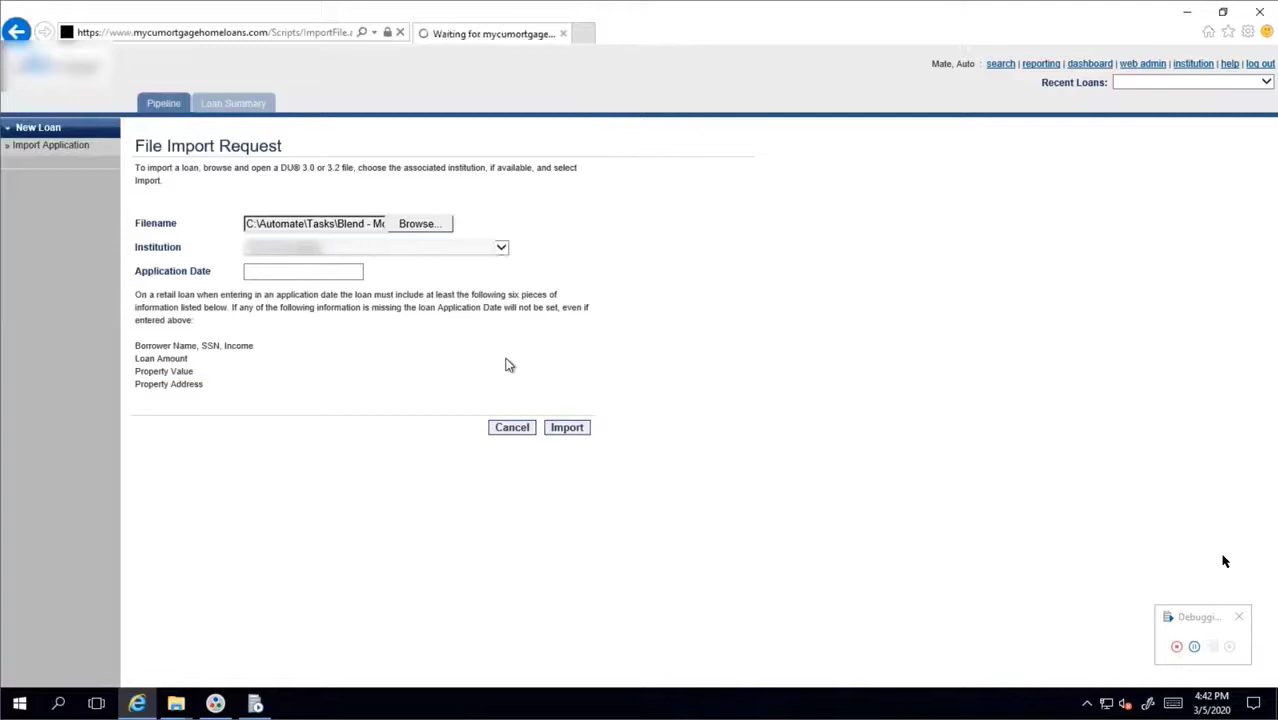 https://www.mycumortgagehomeloans.com/Scripts/ImportFile.a
Waiting for mycumortgage...
Mate, Auto : search | reporting | dashboard | web admin | institution | help | log out
Recent Loans:
Pipeline
Loan Summary
New Loan
» Import Application
File Import Request
To import a loan, browse and open a DU® 3.0 or 3.2 file, choose the associated institution, if available, and select
Import.
Filename
C:\Automate\Tasks\Blend - Mc
Browse...
Institution
Application Date
On a retail loan when entering in an application date the loan must include at least the following six pieces of
information listed below. If any of the following information is missing the loan Application Date will not be set, even if
entered above:
Borrower Name, SSN, Income
Loan Amount
Property Value
Property Address
Cancel
Import
Debuggi...
4:42 PM
3/5/2020